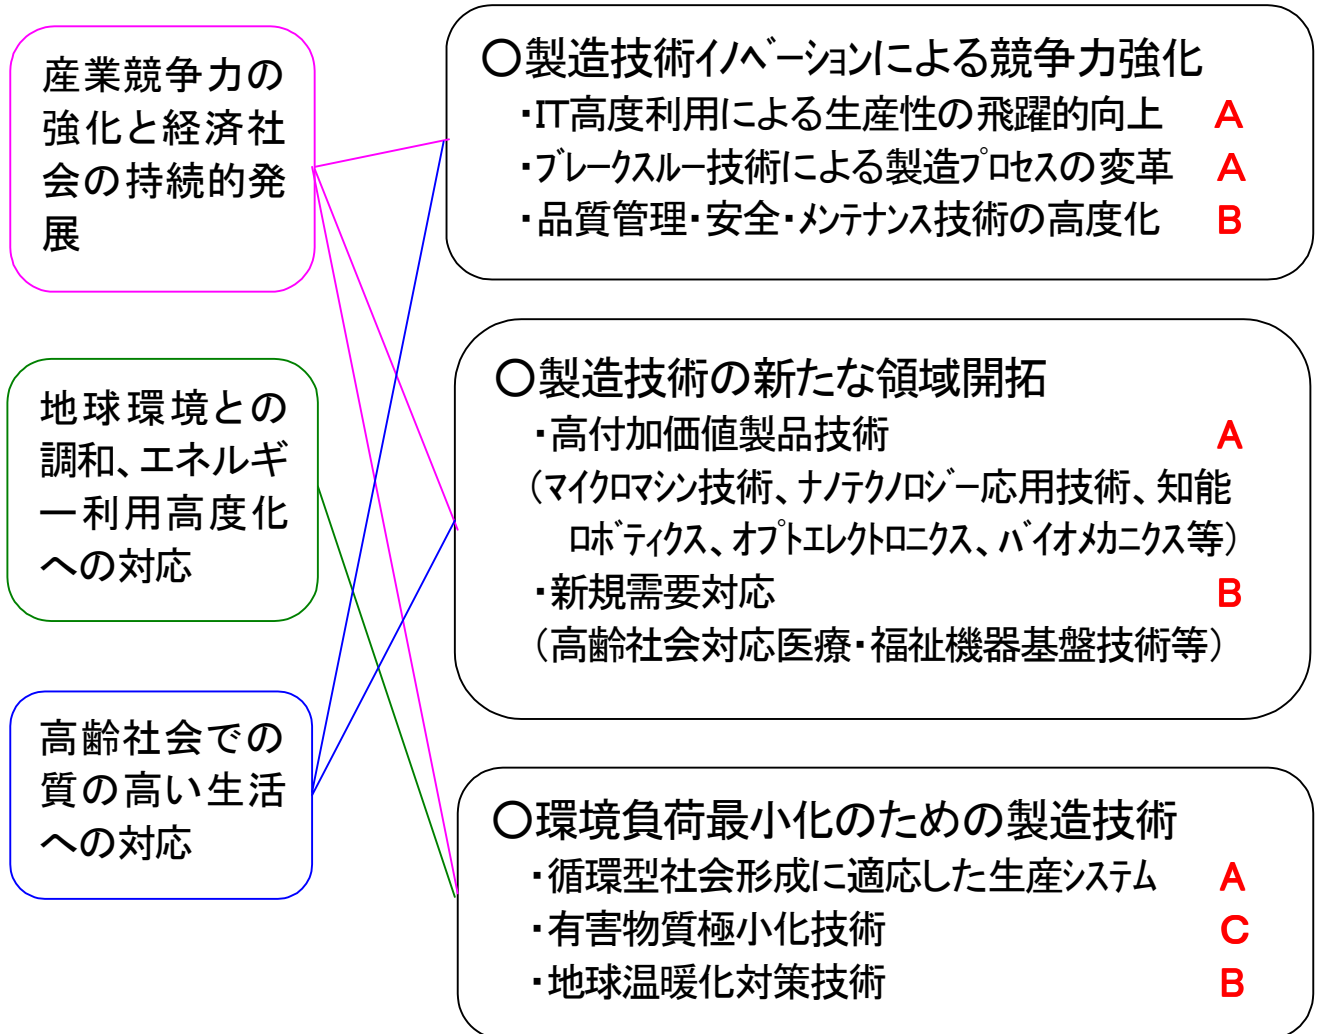 産業競争力の
強化と経済社
会の持続的発
展
地球環境との
調和、エネルギ
ー利用高度化
への対応
高齢社会での
質の高い生活
への対応
○製造技術ｲﾉﾍﾞｰｼｮﾝによる競争力強化
・IT高度利用による生産性の飛躍的向上 A
・ブレークスルー技術による製造プロセスの変革 A
・品質管理・安全・メンテナンス技術の高度化 B
○製造技術の新たな領域開拓
・高付加価値製品技術 A
（マイクロマシン技術、ナノテクノロジー応用技術、知能
ロボティクス、オプトエレクトロニクス、バイオメカニクス等）
・新規需要対応 B
（高齢社会対応医療・福祉機器基盤技術等）
○環境負荷最小化のための製造技術
・循環型社会形成に適応した生産システム A
・有害物質極小化技術 C
・地球温暖化対策技術 B